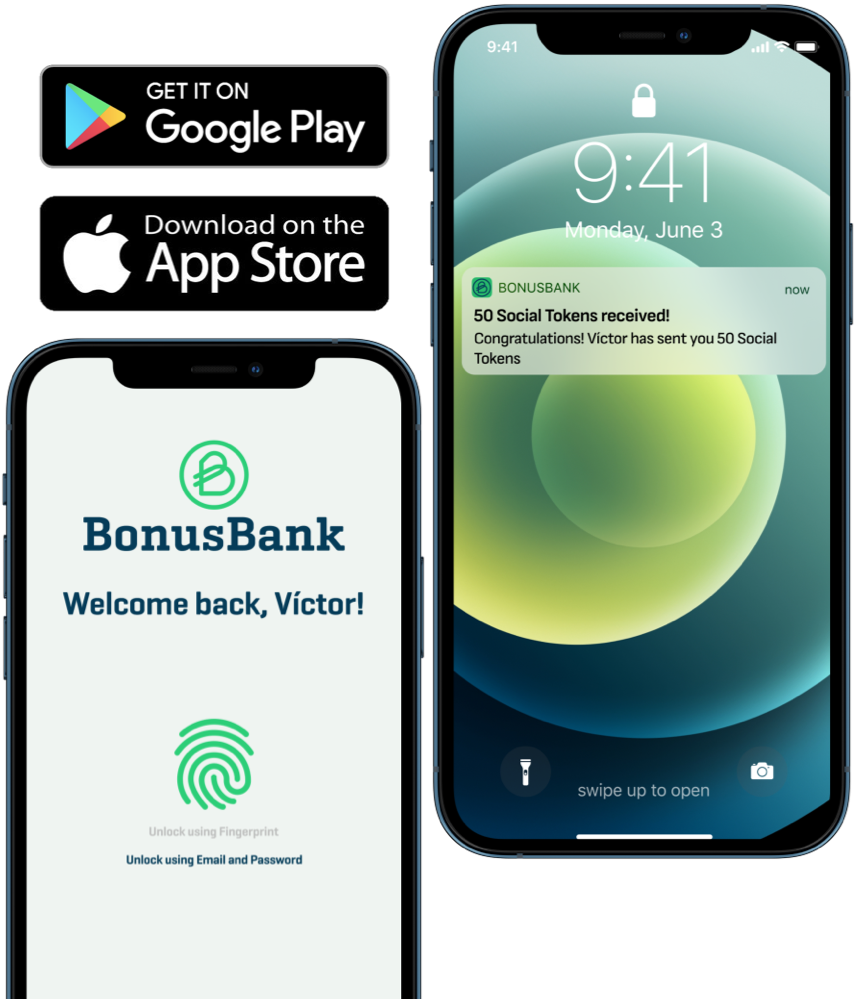 GET IT ON
Google Play
Download on the
App Store
BonusBank
Welcome back, Víctor!
Unlock using Fingerprint
Unlock using Email and Password
9:41
9:41
Monday, June 3
BONUSBANK
now
50 Social Tokens received!
Congratulations! Víctor has sent you 50 Social
Tokens
swipe up to open